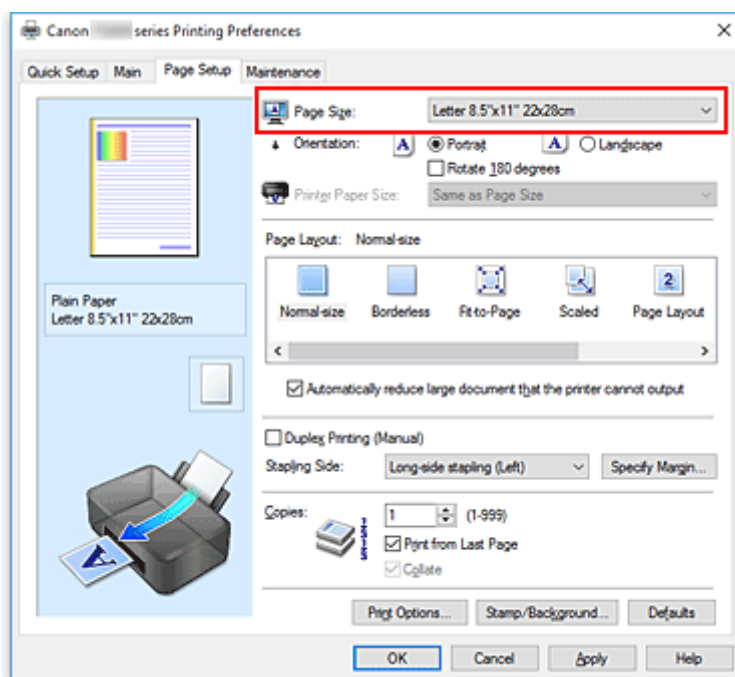 Canon series Printing Preferences
Quick Setup Main Page Setup Maintenance
Page Size: Letter 8.5"x11" 22x28cm
Orientation: A Portrait A Landscape
Rotate 180 degrees
Printer Paper Size: Same as Page Size
Page Layout: Normal-size
2
Normal-size Borderless Fit-to-Page Scaled Page Layout
Plain Paper
Letter 8.5"x11" 22x28cm
Automatically reduce large document that the printer cannot output
Duplex Printing (Manual)
Stapling Side: Long-side stapling (Left) Specify Margin...
Copies: 1 (1-999)
Print from Last Page
Collate
A
Print Options... Stamp/Background... Defaults
OK Cancel Apply Help